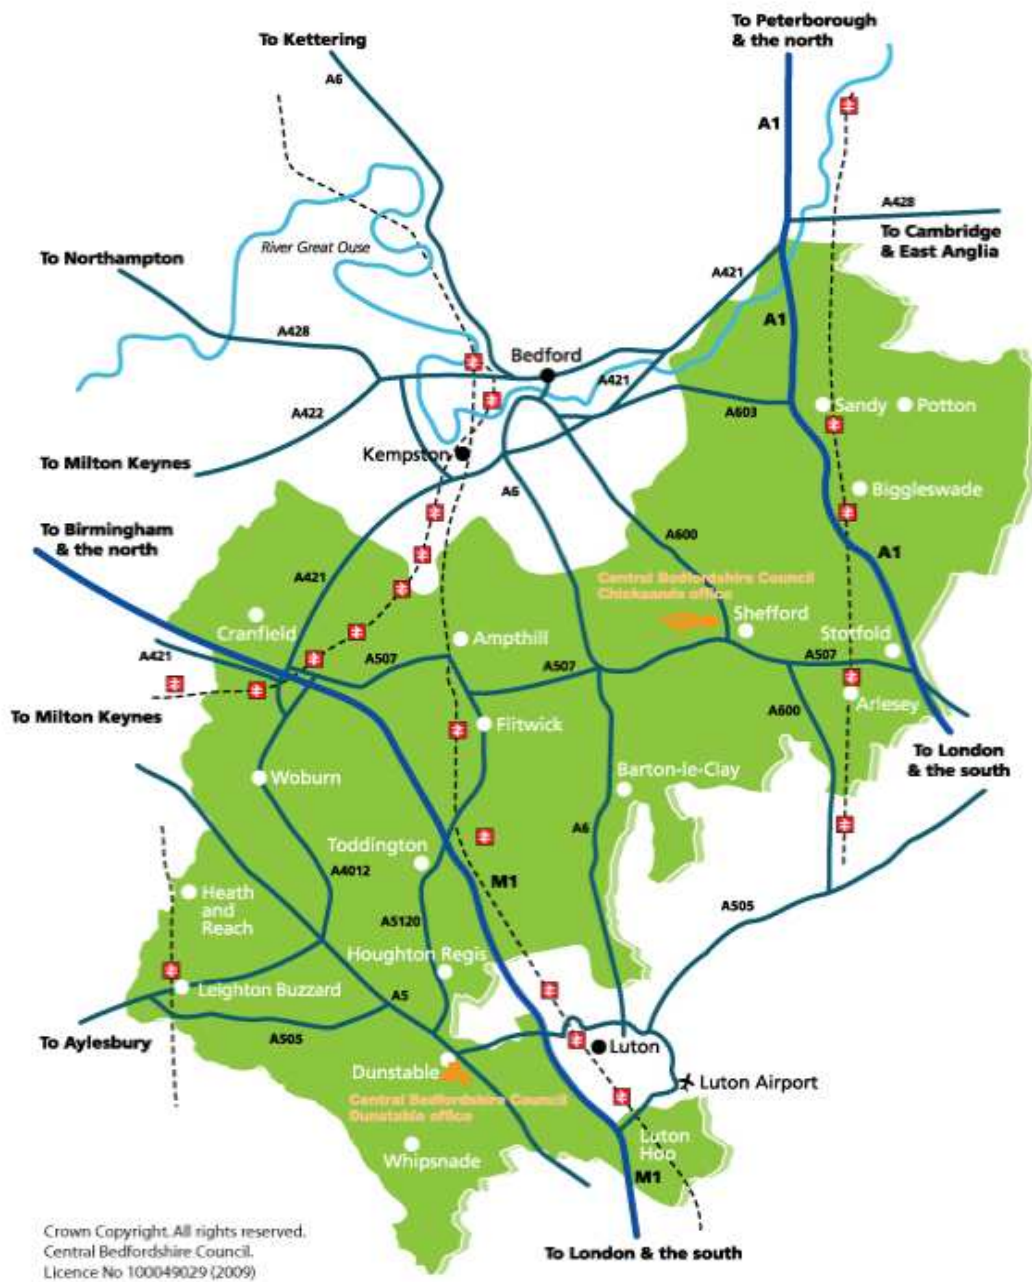 To Peterborough
& the north
To Kettering
A6
A1
A428
To Cambridge
& East Anglia
River Great Ouse
To Northampton
A421
A1
A428
Bedford
A421
A422
A603
Sandy
Potton
Kempston
To Milton Keynes
A6
Biggleswade
To Birmingham
& the north
A600
A1
A421
Central Bedfordshire Council
Chicksands office
Shefford
Cranfield
Ampthill
Stotfold
A421
A507
A507
A507
To Milton Keynes
A600
Arlesey
Flitwick
To London
& the south
Woburn
Barton-le-Clay
A6
Toddington
A4012
M1
Heath
and
Reach
A505
A5120
Houghton Regis
Leighton Buzzard
A5
To Aylesbury
A505
Luton
Dunstable
Luton Airport
Central Bedfordshire Council
Dunstable office
Luton
Hoo
Whipsnade
M1
Crown Copyright. All rights reserved.
Central Bedfordshire Council.
Licence No 100049029 (2009)
To London & the south